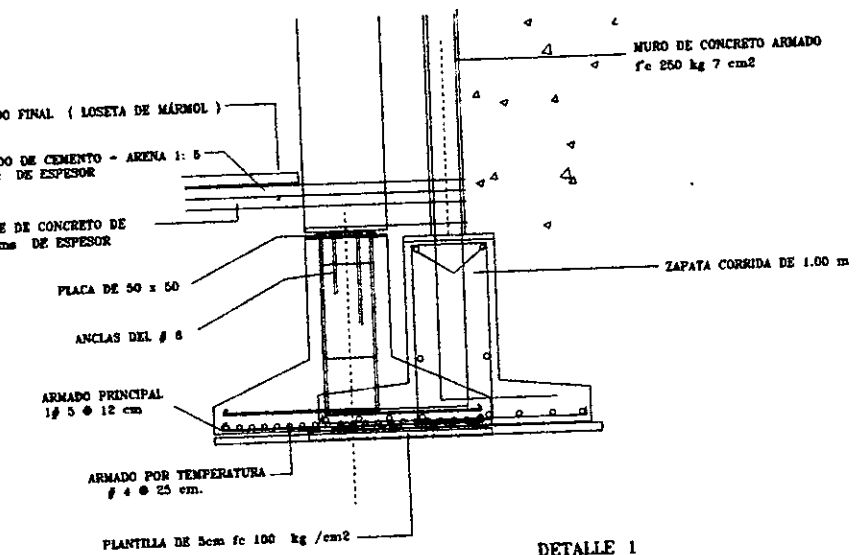 MURO DE CONCRETO ARMADO
f'c 250 kg 7 cm2
DO FINAL ( LOSETA DE MÁRMOL )
DO DE CEMENTO - ARENA 1: 5
DE ESPESOR
E DE CONCRETO DE
ms DE ESPESOR
PLACA DE 50 x 50
ZAPATA CORRIDA DE 1.00 m
ANCLAS DEL # 8
ARMADO PRINCIPAL
1# 5 @ 12 cm
ARMADO POR TEMPERATURA
# 4 @ 25 cm.
PLANTILLA DE 5cm fc 100 kg /cm2
DETALLE 1